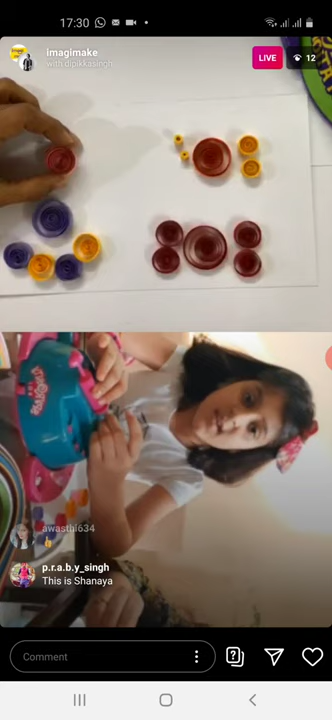 17:30
imagimake
with dipikkasingh
LIVE
12
awasthi634
p.r.a.b.y_singh
This is Shanaya
Comment